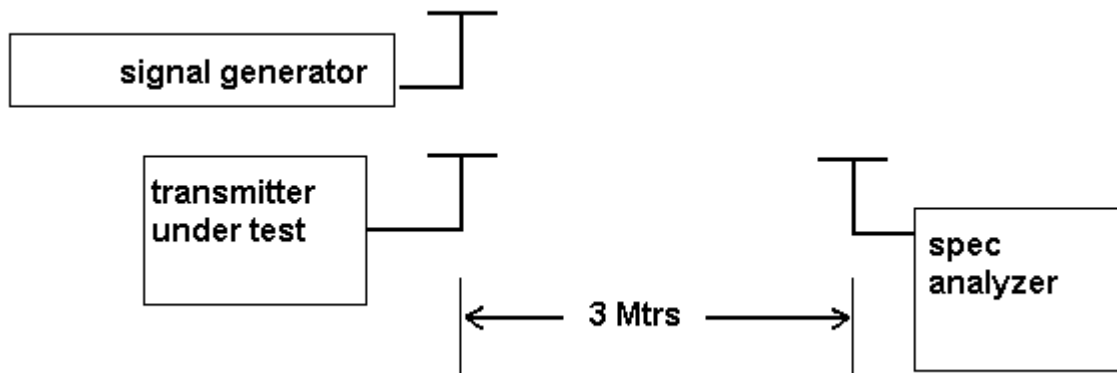 signal generator
transmitter
under test
spec
analyzer
3 Mtrs